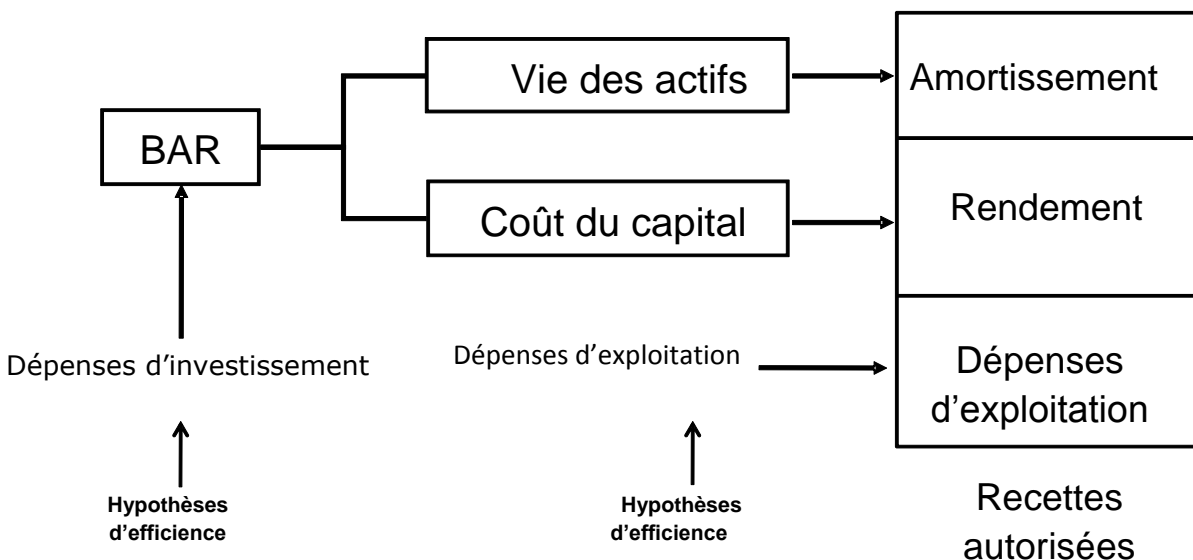 Vie des actifs
Amortissement
BAR
Coût du capital
Rendement
Dépenses d'investissement
Dépenses d'exploitation
Dépenses
d'exploitation
Hypothèses
d'efficience
Hypothèses
d'efficience
Recettes
autorisées